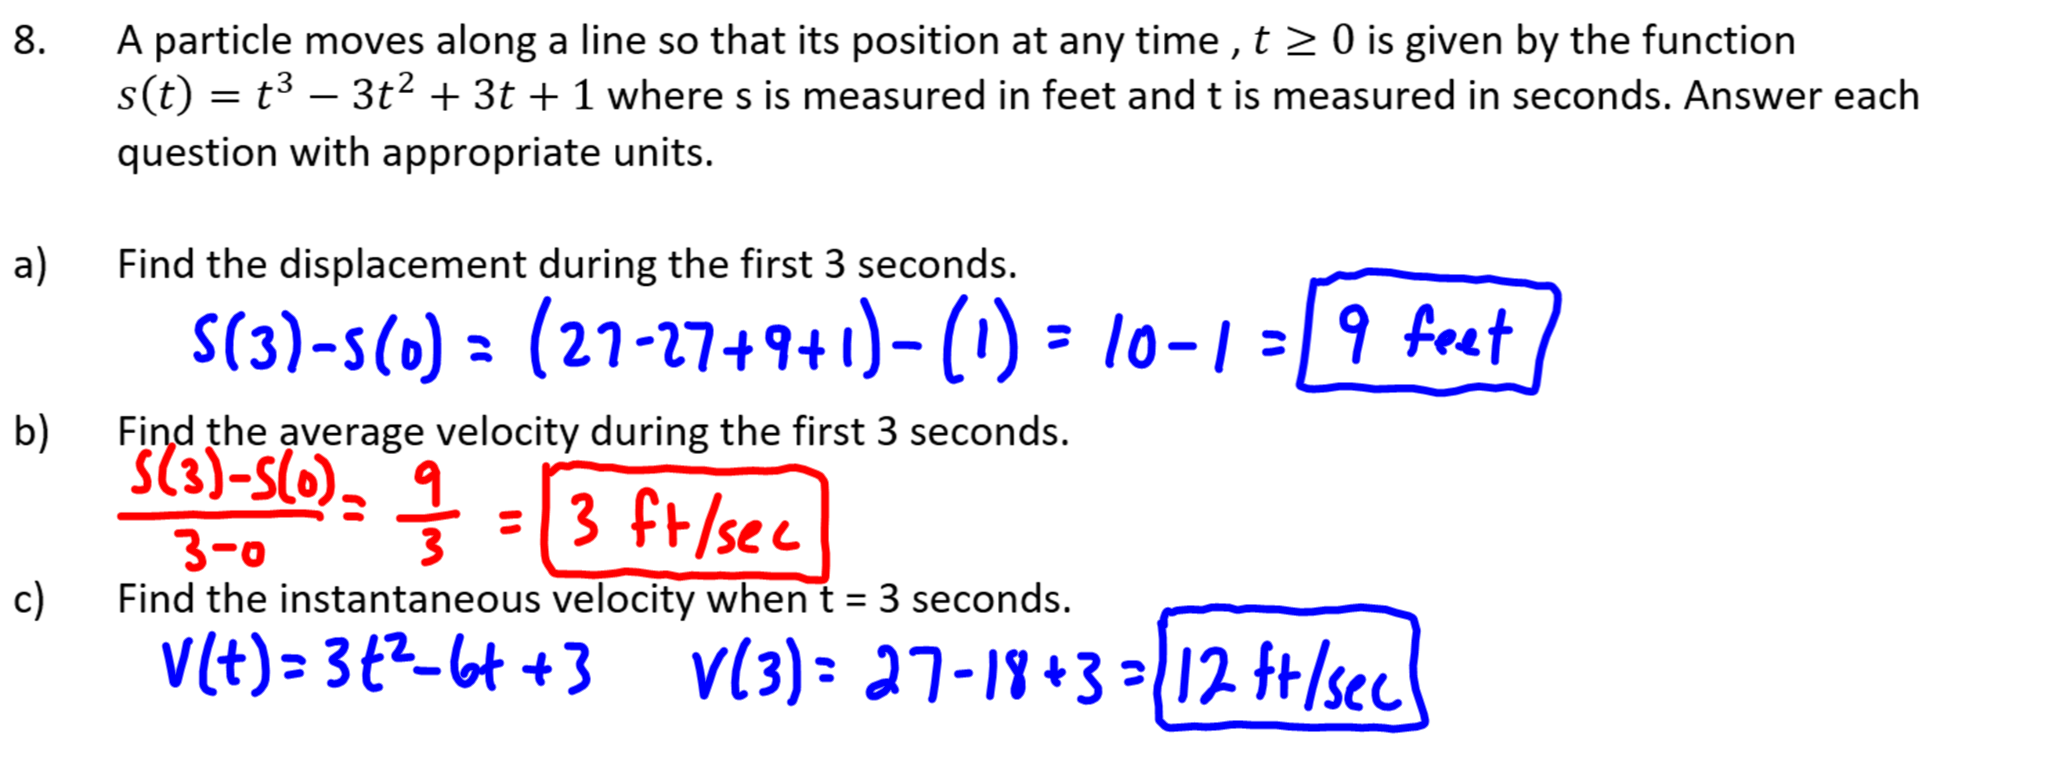 8. A particle moves along a line so that its position at any time , t ≥ 0 is given by the function
s(t) = t³ − 3t² + 3t + 1 where s is measured in feet and t is measured in seconds. Answer each
question with appropriate units.
a) Find the displacement during the first 3 seconds.
S(3)-s(0) = (27-27+9+1)-(1) = 10-1 = 9 feet
b) Find the average velocity during the first 3 seconds.
S(3)-S(0) / 3-0 = 9/3 = 3 ft/sec
c) Find the instantaneous velocity when t = 3 seconds.
V(t)=3t²-6t+3 V(3)= 27-18+3 = 12 ft/sec